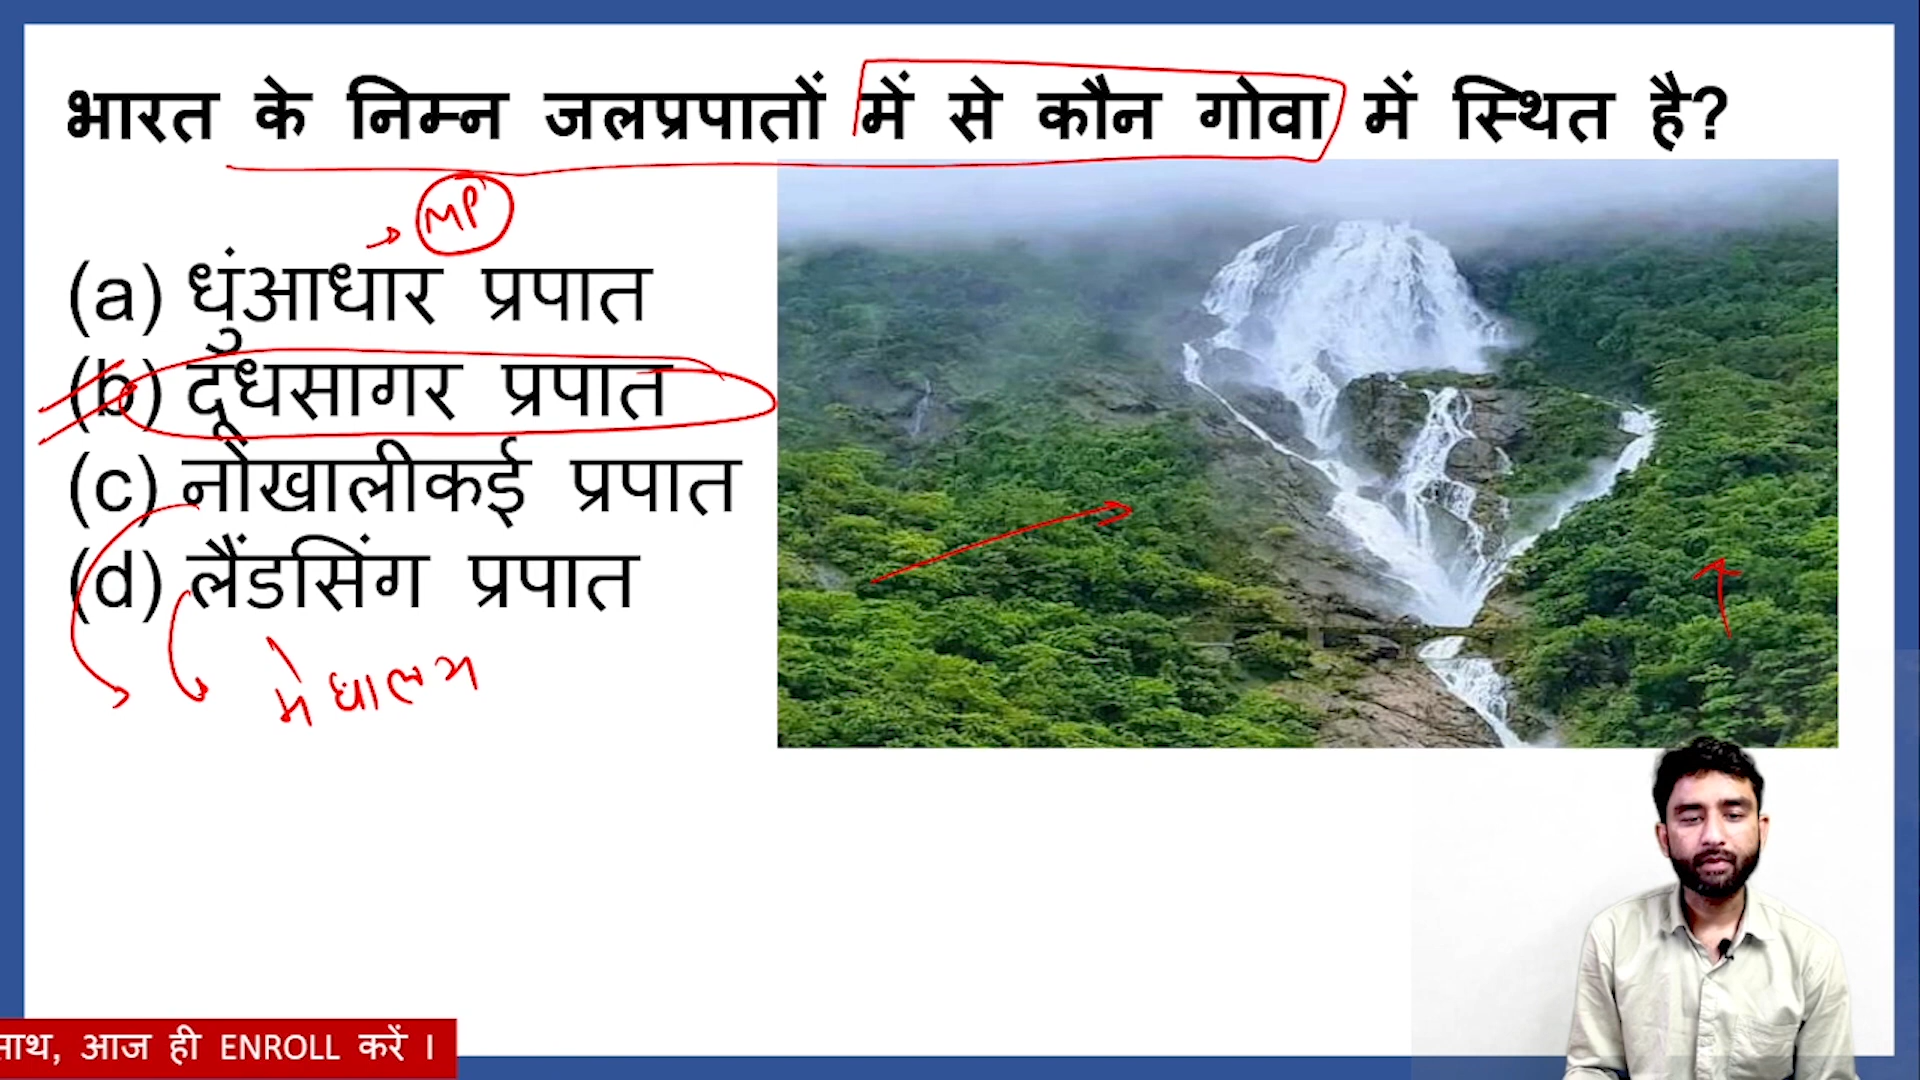 भारत के निम्न जलप्रपातों में से कौन गोवा में स्थित है?
MP
(a) धुंआधार प्रपात
(b) दूधसागर प्रपात
(c) नोखालीकई प्रपात
(d) लैंडसिंग प्रपात
मेघालय
साथ, आज ही ENROLL करें ।